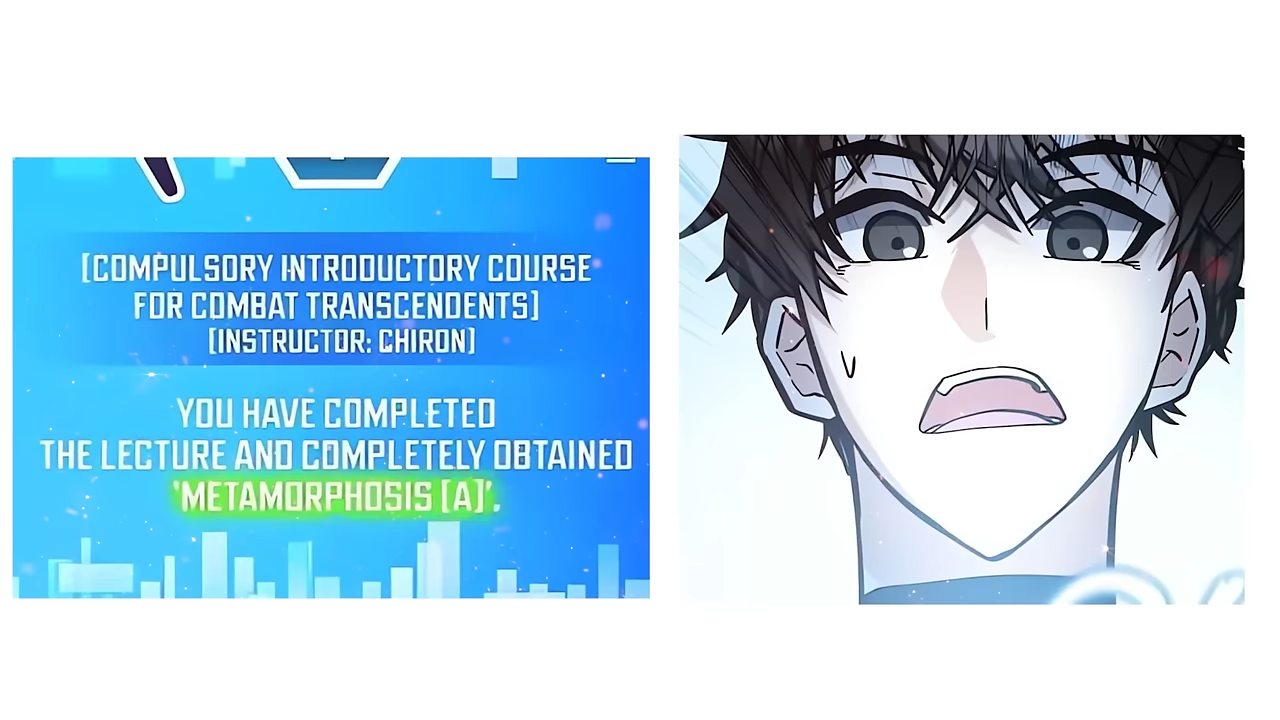 [COMPULSORY INTRODUCTORY COURSE
FOR COMBAT TRANSCENDENTS]
[INSTRUCTOR: CHIRON]
YOU HAVE COMPLETED
THE LECTURE AND COMPLETELY OBTAINED
'METAMORPHOSIS [A]'.